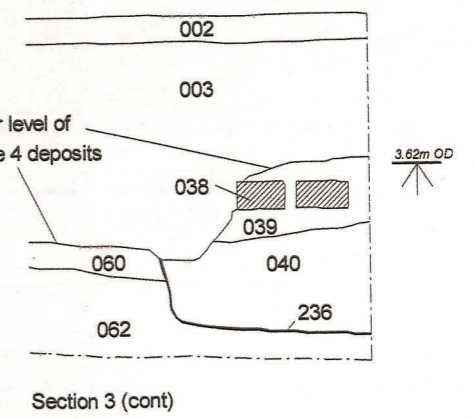 002
003
level of
4 deposits
3.62m OD
038
039
060
040
236
062
Section 3 (cont)